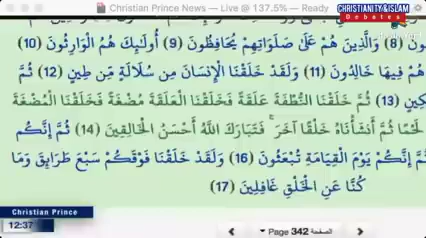 Christian Prince News — Live @ 137.5% — Ready
CHRISTIANITY&ISLAM
Debates
(8) وَالَّذِينَ هُمْ عَلَىٰ صَلَوَاتِهِمْ يُحَافِظُونَ (9) أُولَٰئِكَ هُمُ الْوَارِثُونَ (10)
هُمْ فِيهَا خَالِدُونَ (11) وَلَقَدْ خَلَقْنَا الْإِنسَانَ مِن سُلَالَةٍ مِّن طِينٍ (12) ثُمَّ
(13) ثُمَّ خَلَقْنَا النُّطْفَةَ عَلَقَةً فَخَلَقْنَا الْعَلَقَةَ مُضْغَةً فَخَلَقْنَا الْمُضْغَةَ
لَحْمًا ثُمَّ أَنشَأْنَاهُ خَلْقًا آخَرَ ۚ فَتَبَارَكَ اللَّهُ أَحْسَنُ الْخَالِقِينَ (14) ثُمَّ إِنَّكُم
ثُمَّ إِنَّكُمْ يَوْمَ الْقِيَامَةِ تُبْعَثُونَ (16) وَلَقَدْ خَلَقْنَا فَوْقَكُمْ سَبْعَ طَرَائِقَ وَمَا
كُنَّا عَنِ الْخَلْقِ غَافِلِينَ (17)
Christian Prince
12:37
Page 342 الصفحة